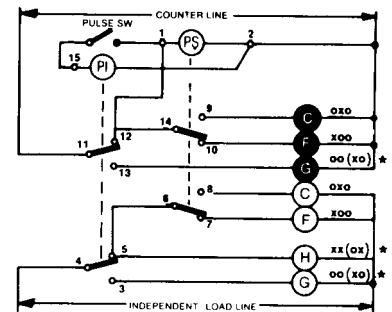 COUNTER LINE
PULSE SW
1 PS 2
15 PI
9 C oxo
14
12
11 10 F xoo
13 G oo(xo) *
8 C oxo
6
7 F xoo
5 H xx(ox) *
4
3 G oo(xo) *
INDEPENDENT LOAD LINE